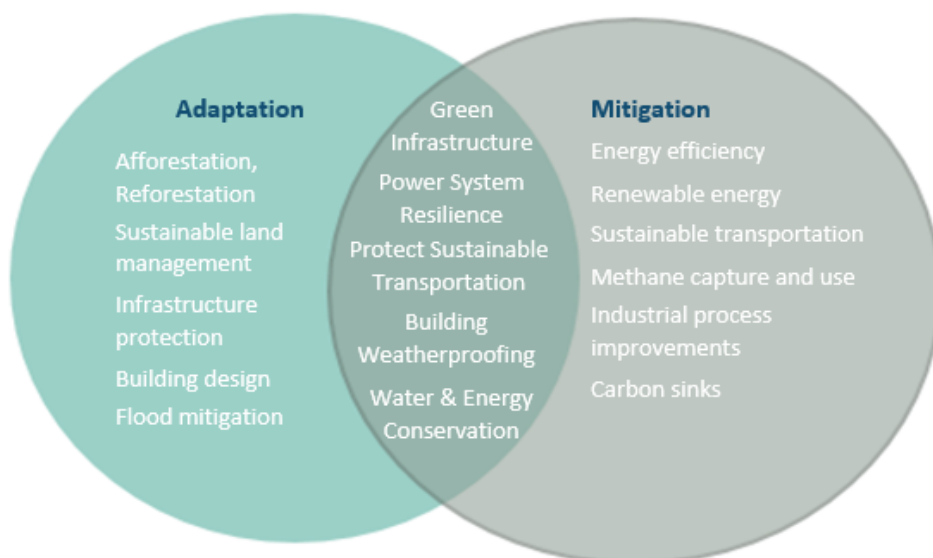 Adaptation
Afforestation,
Reforestation
Sustainable land
management
Infrastructure
protection
Building design
Flood mitigation
Green
Infrastructure
Power System
Resilience
Protect Sustainable
Transportation
Building
Weatherproofing
Water & Energy
Conservation
Mitigation
Energy efficiency
Renewable energy
Sustainable transportation
Methane capture and use
Industrial process
improvements
Carbon sinks